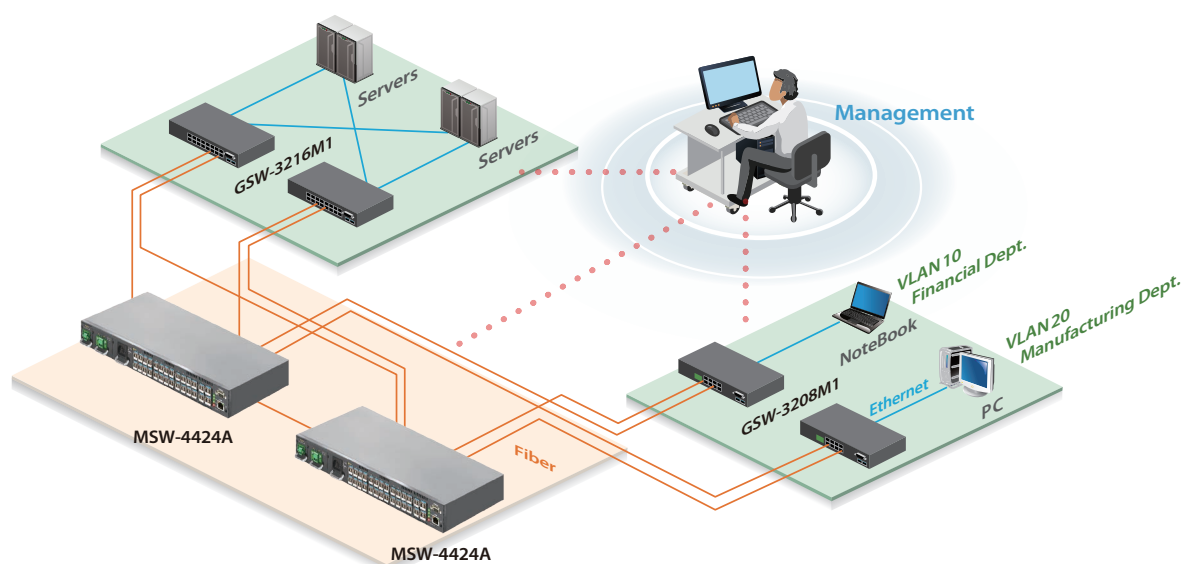 Servers
Servers
GSW-3216M1
Management
VLAN 10
Financial Dept.
VLAN 20
Manufacturing Dept.
NoteBook
GSW-3208M1
Ethernet
PC
MSW-4424A
Fiber
MSW-4424A